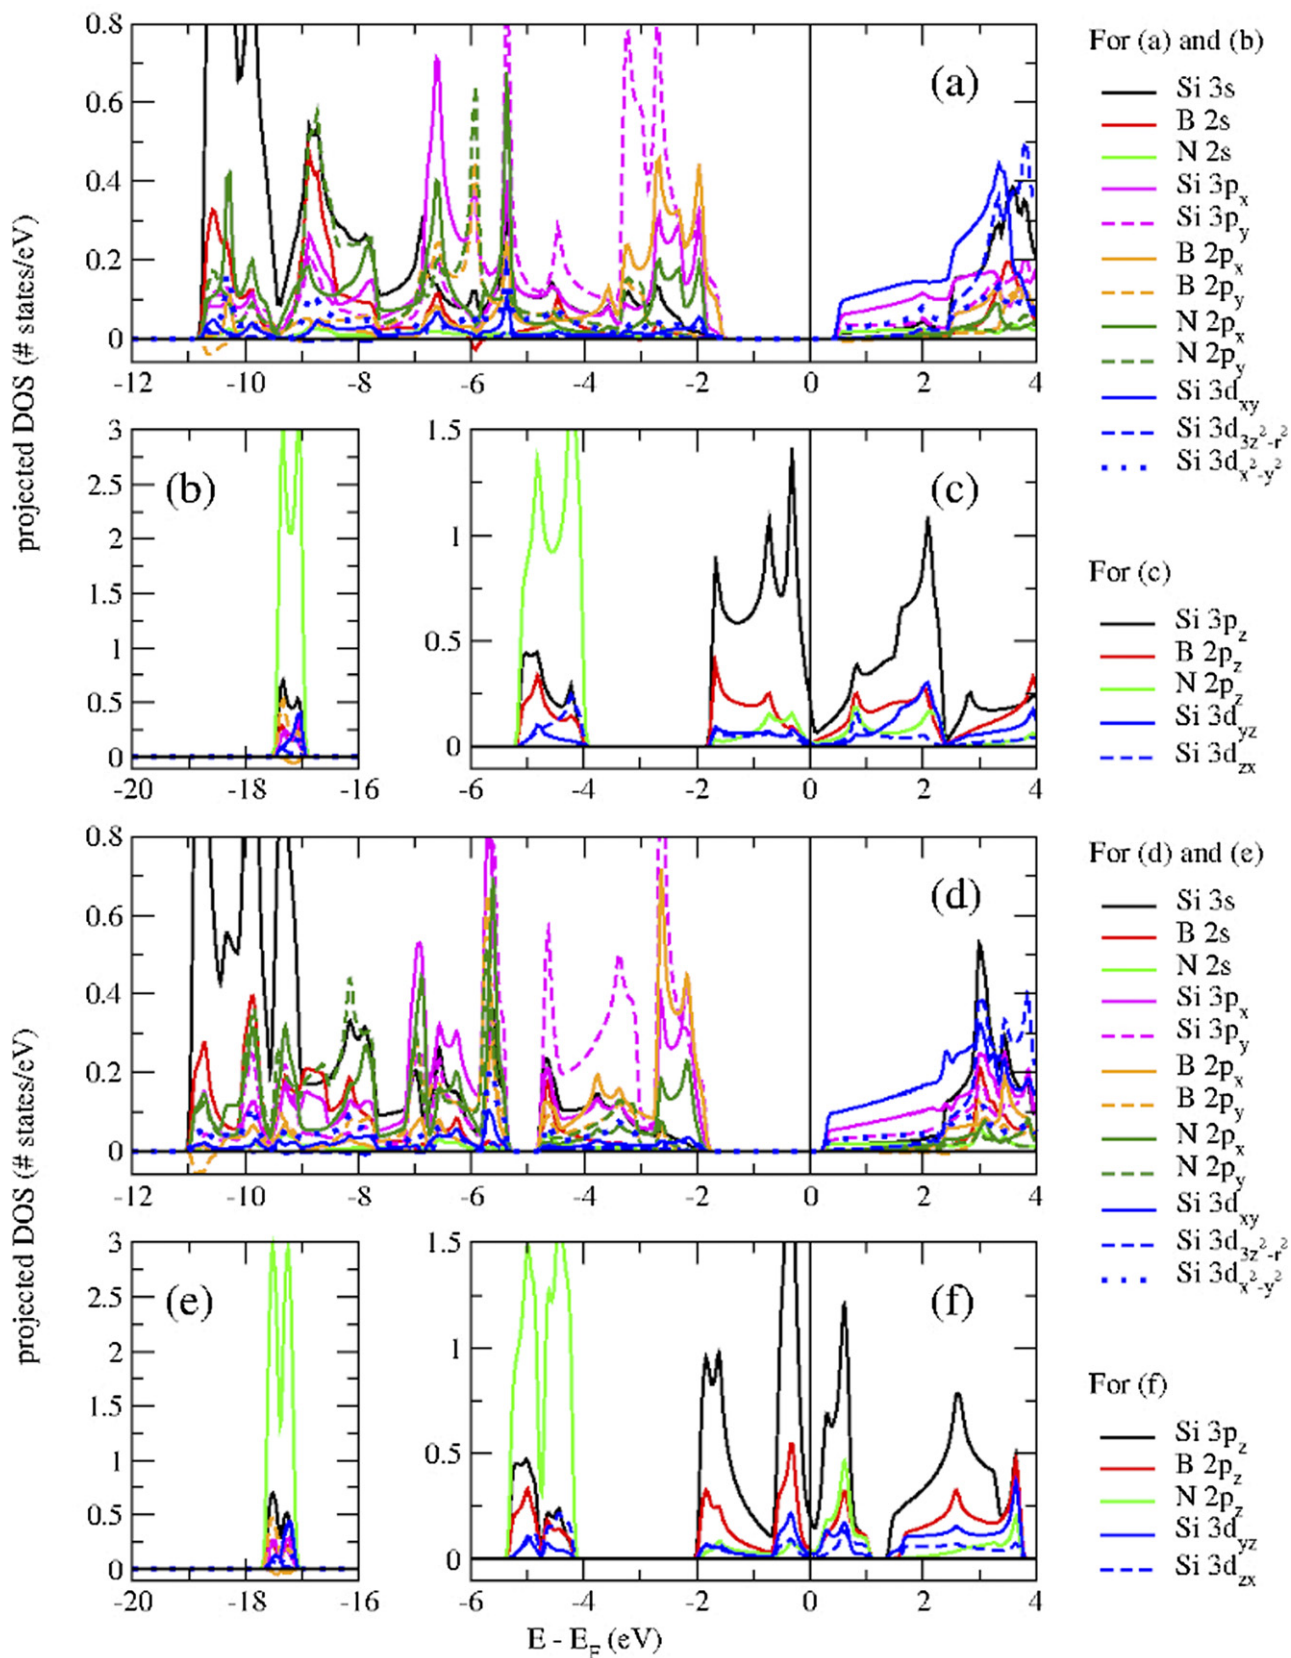 0.8
0.6
0.4
0.2
0
(a)
-12 -10 -8 -6 -4 -2 0 2 4
projected DOS (# states/eV)
3
2.5
2
1.5
1
0.5
0
(b)
-20 -18 -16
1.5
1
0.5
0
(c)
-6 -4 -2 0 2 4
For (a) and (b)
Si 3s
B 2s
N 2s
Si 3px
Si 3py
B 2px
B 2py
N 2px
N 2py
Si 3dxy
Si 3d3z²-r²
Si 3dx²-y²
For (c)
Si 3pz
B 2pz
N 2pz
Si 3dyz
Si 3dzx
0.8
0.6
0.4
0.2
0
(d)
-12 -10 -8 -6 -4 -2 0 2 4
projected DOS (# states/eV)
3
2.5
2
1.5
1
0.5
0
(e)
-20 -18 -16
1.5
1
0.5
0
(f)
-6 -4 -2 0 2 4
E - EF (eV)
For (d) and (e)
Si 3s
B 2s
N 2s
Si 3px
Si 3py
B 2px
B 2py
N 2px
N 2py
Si 3dxy
Si 3d3z²-r²
Si 3dx²-y²
For (f)
Si 3pz
B 2pz
N 2pz
Si 3dyz
Si 3dzx